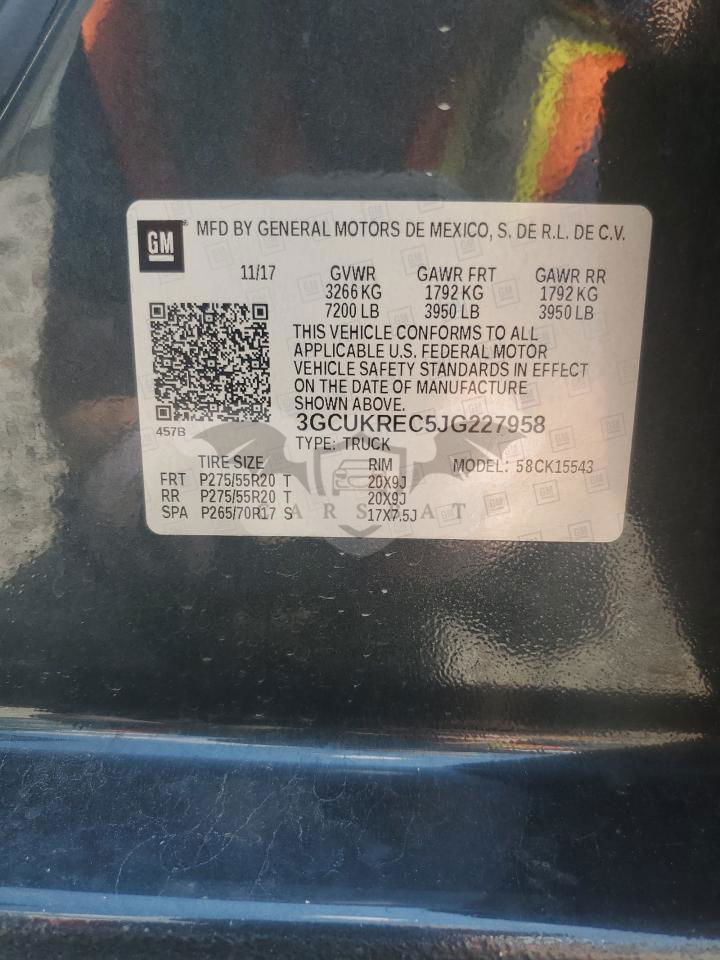 GM ® MFD BY GENERAL MOTORS DE MEXICO, S. DE R.L. DE C.V.
11/17 GVWR GAWR FRT GAWR RR
3266 KG 1792 KG 1792 KG
7200 LB 3950 LB 3950 LB
THIS VEHICLE CONFORMS TO ALL
APPLICABLE U.S. FEDERAL MOTOR
VEHICLE SAFETY STANDARDS IN EFFECT
ON THE DATE OF MANUFACTURE
SHOWN ABOVE.
3GCUKREC5JG227958
457B
TYPE: TRUCK
TIRE SIZE RIM MODEL: 58CK15543
FRT P275/55R20 T 20X9J
RR P275/55R20 T 20X9J
SPA P265/70R17 S 17X7.5J